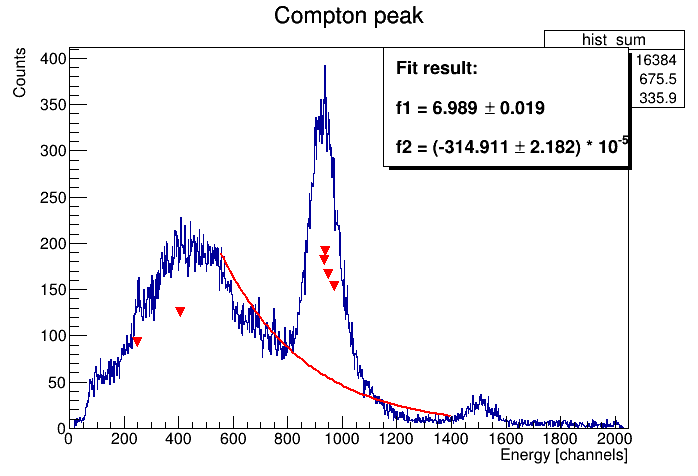 Compton peak
hist_sum
16384
675.5
335.9
Fit result:
f1 = 6.989 ± 0.019
f2 = (-314.911 ± 2.182) * 10^-5
Counts
400
350
300
250
200
150
100
50
0
0 200 400 600 800 1000 1200 1400 1600 1800 2000
Energy [channels]